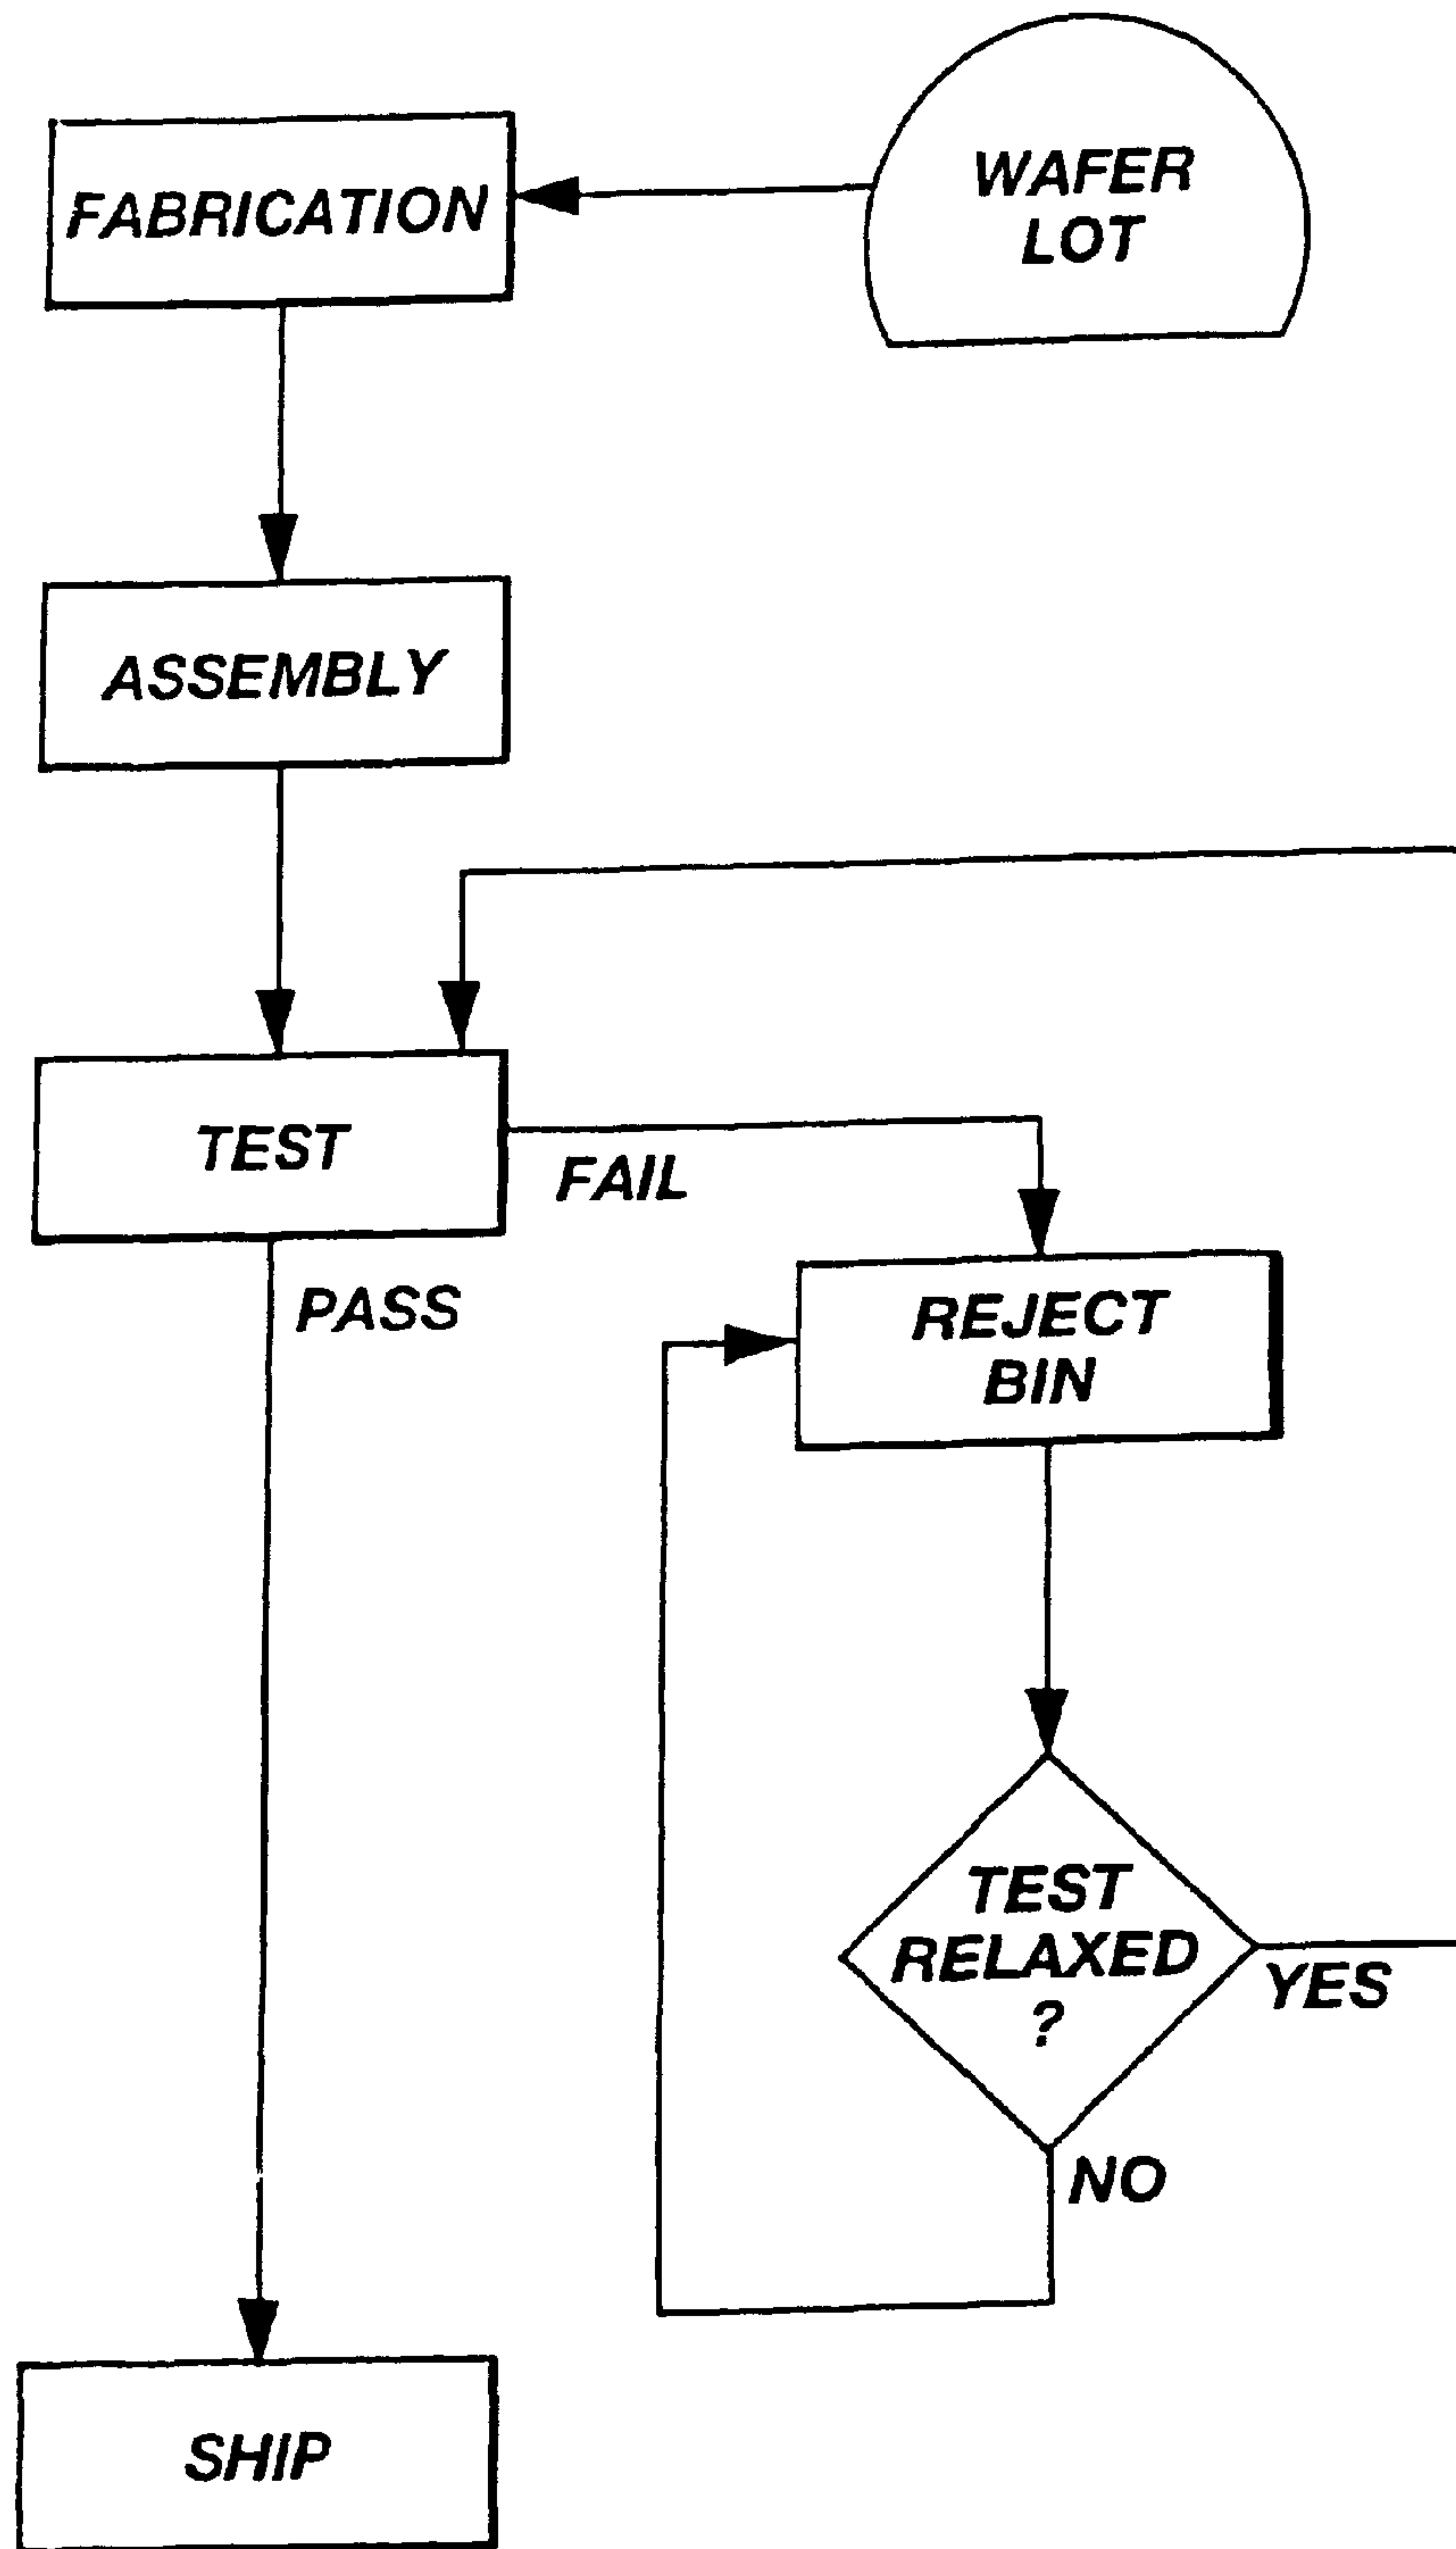 WAFER
LOT
FABRICATION
ASSEMBLY
TEST
FAIL
PASS
REJECT
BIN
TEST
RELAXED
?
YES
NO
SHIP